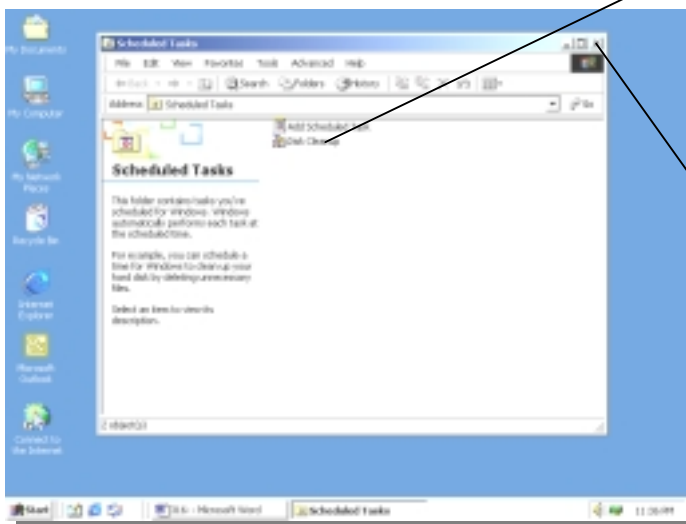 My Documents
My Computer
My Network
Places
Recycle Bin
Internet
Explorer
Microsoft
Outlook
Connect to
the Internet
Scheduled Tasks
File Edit View Favorites Tools Advanced Help
Back Search Folders History
Address Scheduled Tasks Go
Add Scheduled Task
Disk Cleanup
Scheduled Tasks
This folder contains tasks you've
scheduled for Windows. Windows
automatically performs each task at
the scheduled time.
For example, you can schedule a
time for Windows to clean up your
hard disk by deleting unnecessary
files.
Select an item to view its
description.
2 object(s)
Start Microsoft Word Scheduled Tasks